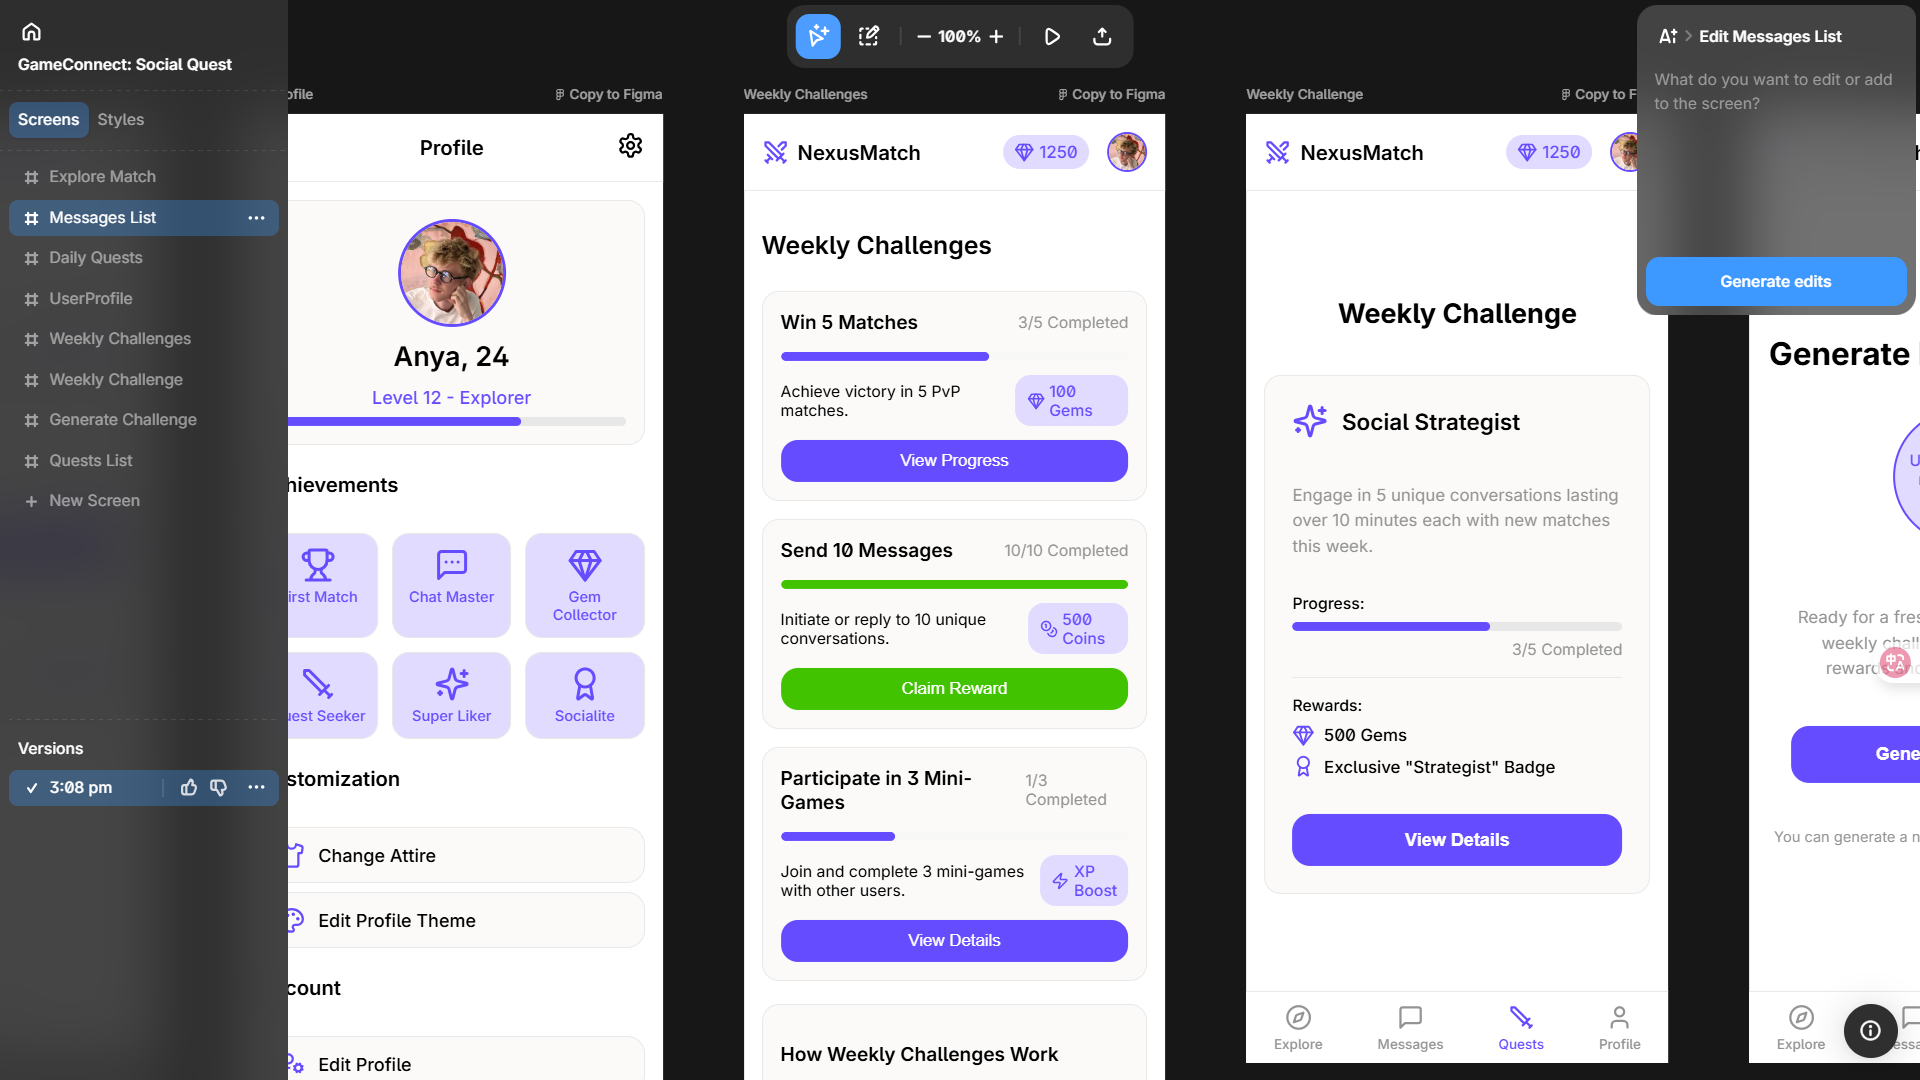 GameConnect: Social Quest
Screens
Styles
Explore Match
Messages List
Daily Quests
UserProfile
Weekly Challenges
Weekly Challenge
Generate Challenge
Quests List
New Screen
Versions
3:08 pm
100%
ofile
Copy to Figma
Profile
Anya, 24
Level 12 - Explorer
hievements
irst Match
Chat Master
Gem
Collector
uest Seeker
Super Liker
Socialite
stomization
Change Attire
Edit Profile Theme
count
Edit Profile
Weekly Challenges
Copy to Figma
NexusMatch
1250
Weekly Challenges
Win 5 Matches
3/5 Completed
Achieve victory in 5 PvP
matches.
100
Gems
View Progress
Send 10 Messages
10/10 Completed
Initiate or reply to 10 unique
conversations.
500
Coins
Claim Reward
Participate in 3 Mini-
Games
1/3
Completed
Join and complete 3 mini-games
with other users.
XP
Boost
View Details
How Weekly Challenges Work
Weekly Challenge
Copy to F
NexusMatch
1250
Weekly Challenge
Social Strategist
Engage in 5 unique conversations lasting
over 10 minutes each with new matches
this week.
Progress:
3/5 Completed
Rewards:
500 Gems
Exclusive "Strategist" Badge
View Details
Explore
Messages
Quests
Profile
Edit Messages List
What do you want to edit or add
to the screen?
Generate edits
Generate
U
Ready for a fres
weekly chall
rewards
Gene
You can generate a n
Explore
essa